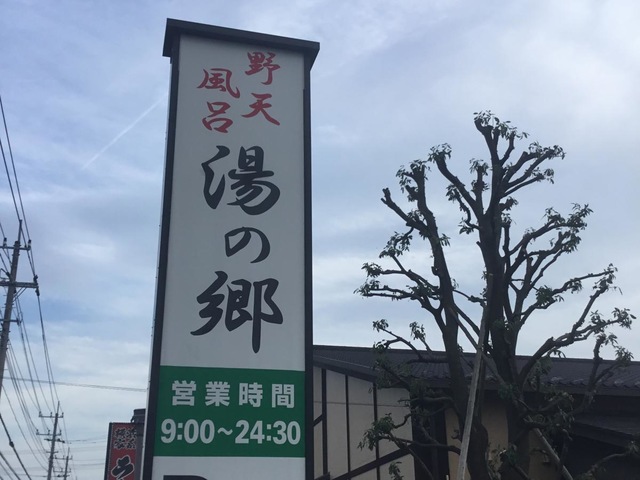 野天
風呂
湯の郷
営業時間
9:00～24:30